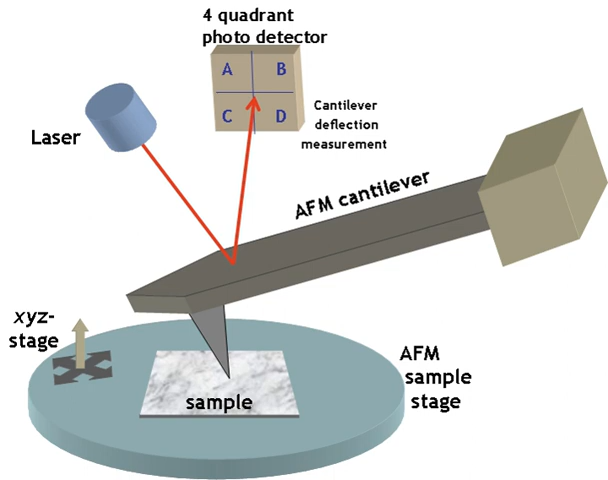 4 quadrant
photo detector
A B
C D
Cantilever
deflection
measurement
Laser
AFM cantilever
xyz-
stage
AFM
sample
stage
sample